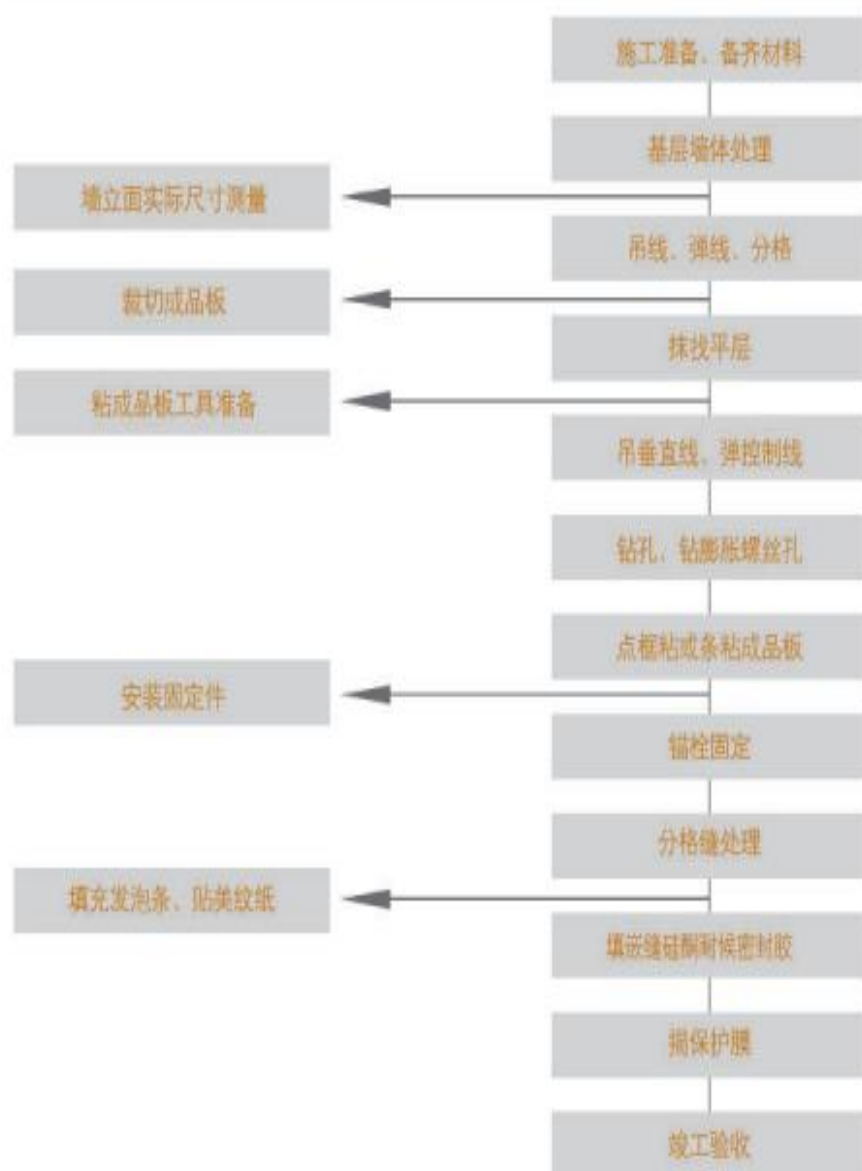 施工准备、备齐材料
基层墙体处理
墙立面实际尺寸测量
吊线、弹线、分格
裁切成品板
抹找平层
粘成品板工具准备
吊垂直线、弹控制线
钻孔、钻膨胀螺丝孔
点框粘或条粘成品板
安装固定件
锚栓固定
分格缝处理
填充发泡条、贴美纹纸
填嵌缝硅酮耐候密封胶
揭保护膜
竣工验收